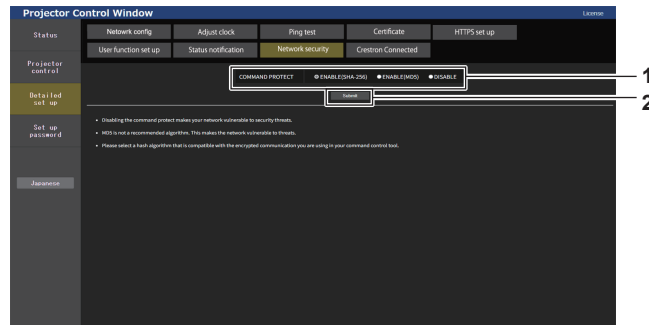 Projector Control Window
License
Status
Projector
control
Detailed
set up
Set up
password
Japanese
Netowrk config
Adjust clock
Ping test
Certificate
HTTPS set up
User function set up
Status notification
Network security
Crestron Connected
COMMAND PROTECT ENABLE(SHA-256) ENABLE(MD5) DISABLE
1
Submit
2
• Disabling the command protect makes your network vulnerable to security threats.
• MD5 is not a recommended algorithm. This makes the network vulnerable to threats.
• Please select a hash algorithm that is compatible with the encrypted communication you are using in your command control tool.